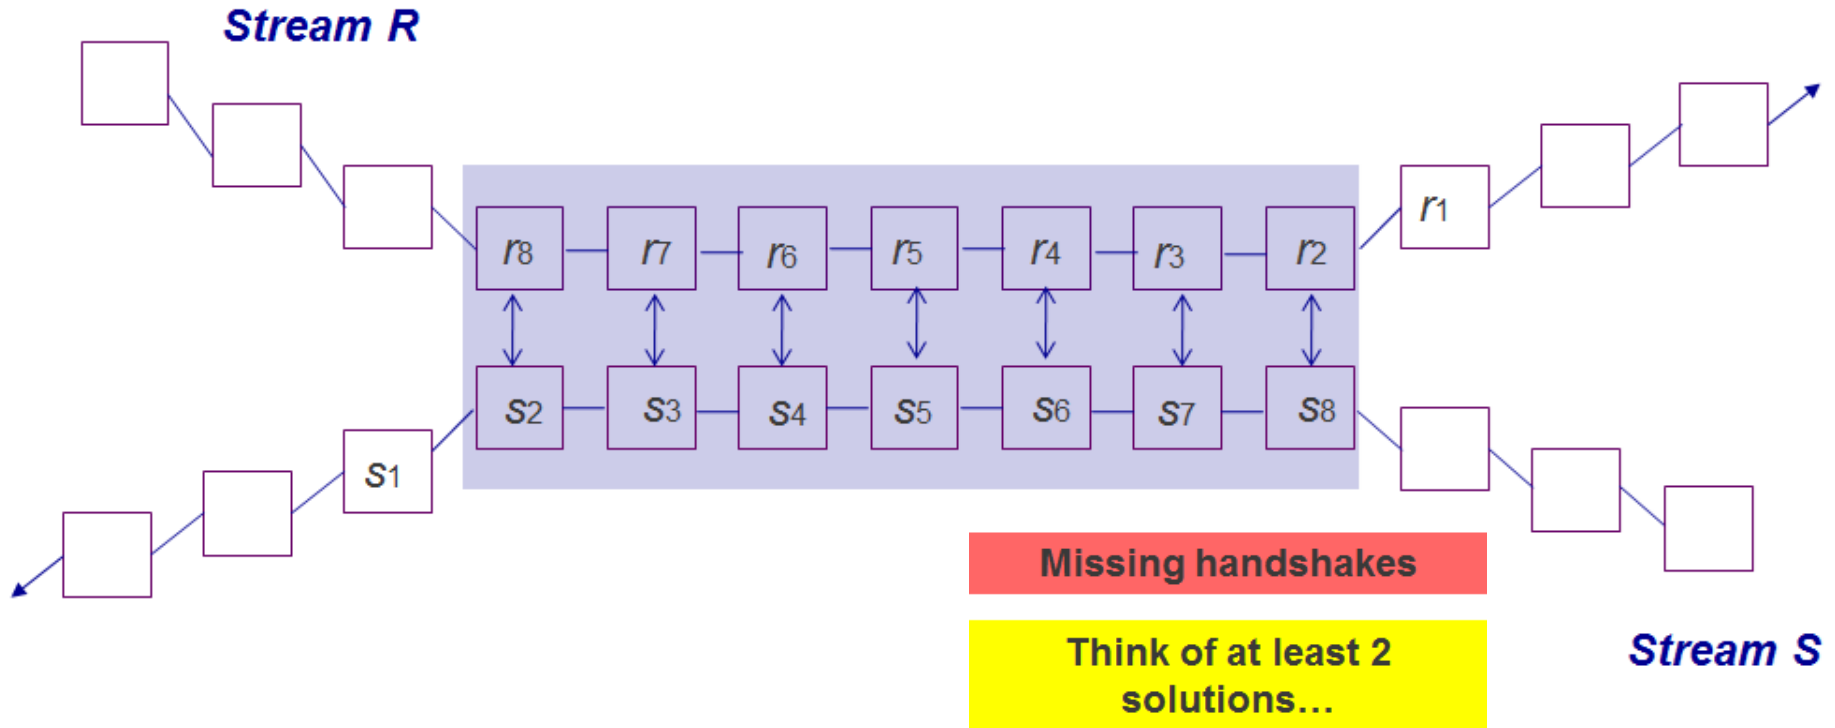 Stream R
r1
r8 r7 r6 r5 r4 r3 r2
s2 s3 s4 s5 s6 s7 s8
s1
Missing handshakes
Think of at least 2
solutions…
Stream S